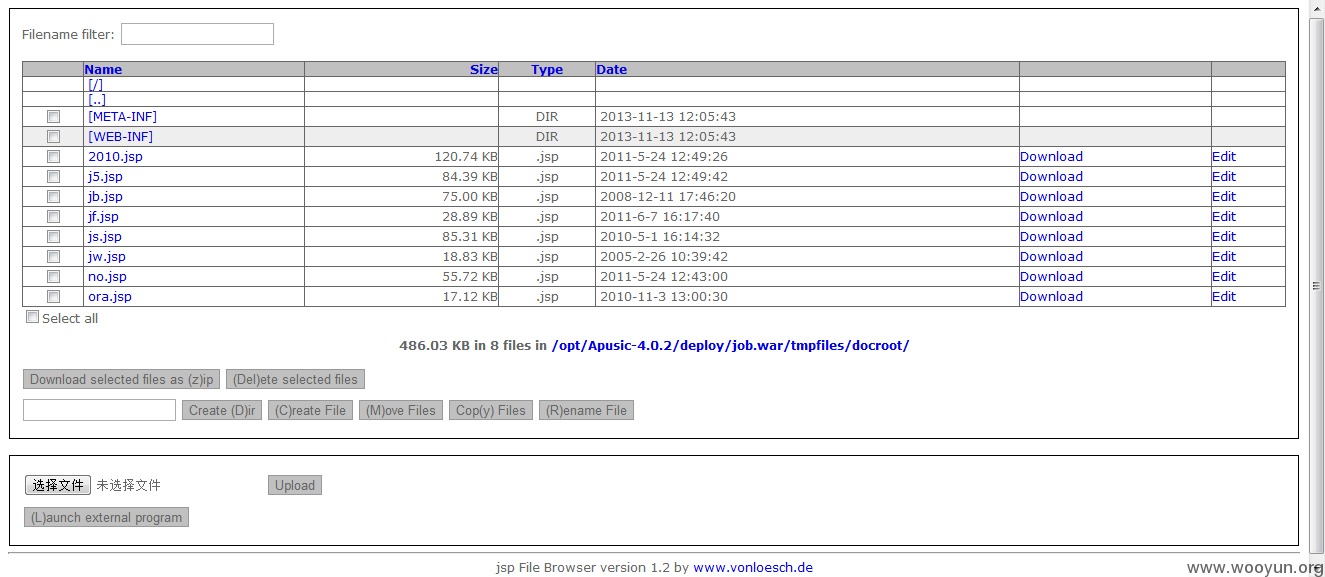 Filename filter:
Name Size Type Date
[/]
[..]
[META-INF] DIR 2013-11-13 12:05:43
[WEB-INF] DIR 2013-11-13 12:05:43
2010.jsp 120.74 KB .jsp 2011-5-24 12:49:26 Download Edit
j5.jsp 84.39 KB .jsp 2011-5-24 12:49:42 Download Edit
jb.jsp 75.00 KB .jsp 2008-12-11 17:46:20 Download Edit
jf.jsp 28.89 KB .jsp 2011-6-7 16:17:40 Download Edit
js.jsp 85.31 KB .jsp 2010-5-1 16:14:32 Download Edit
jw.jsp 18.83 KB .jsp 2005-2-26 10:39:42 Download Edit
no.jsp 55.72 KB .jsp 2011-5-24 12:43:00 Download Edit
ora.jsp 17.12 KB .jsp 2010-11-3 13:00:30 Download Edit
Select all
486.03 KB in 8 files in /opt/Apusic-4.0.2/deploy/job.war/tmpfiles/docroot/
Download selected files as (z)ip (Del)ete selected files
Create (D)ir (C)reate File (M)ove Files Cop(y) Files (R)ename File
选择文件 未选择文件 Upload
(L)aunch external program
jsp File Browser version 1.2 by www.vonloesch.de
www.wooyun.org